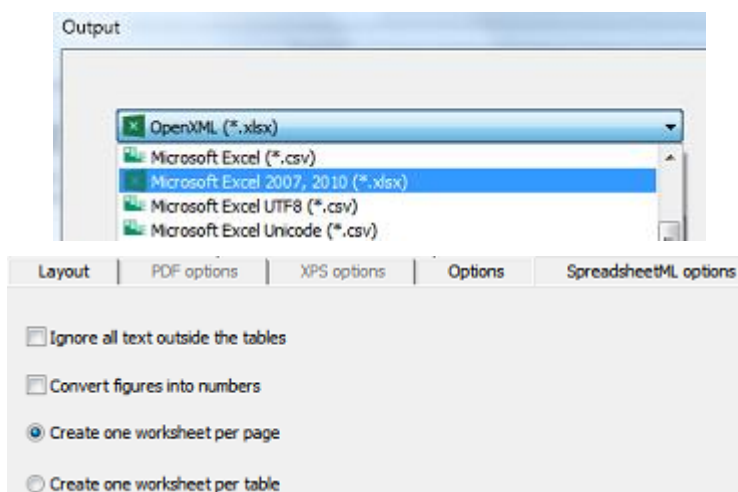 Output
OpenXML (*.xlsx)
Microsoft Excel (*.csv)
Microsoft Excel 2007, 2010 (*.xlsx)
Microsoft Excel UTF8 (*.csv)
Microsoft Excel Unicode (*.csv)
Layout PDF options XPS options Options SpreadsheetML options
Ignore all text outside the tables
Convert figures into numbers
Create one worksheet per page
Create one worksheet per table